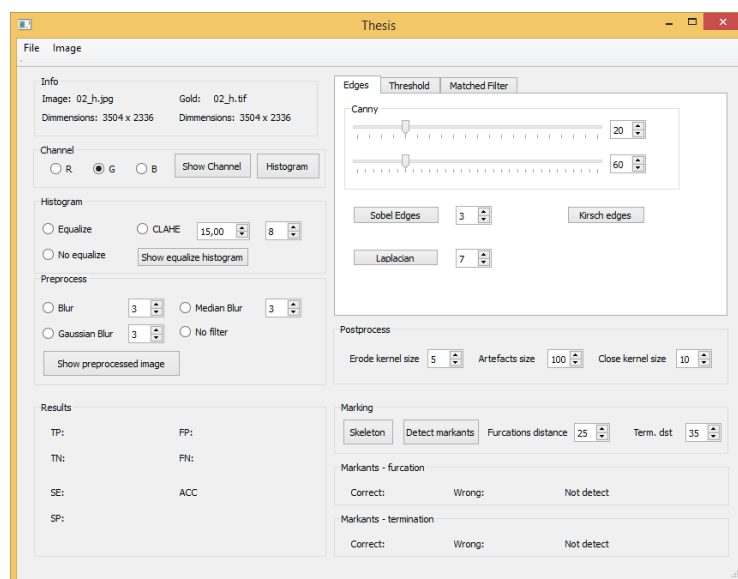 Thesis
File Image
Info
Image: 02_h.jpg Gold: 02_h.tif
Dimmensions: 3504 x 2336 Dimmensions: 3504 x 2336
Channel
R G B Show Channel Histogram
Histogram
Equalize CLAHE 15,00 8
No equalize Show equalize histogram
Preprocess
Blur 3 Median Blur 3
Gaussian Blur 3 No filter
Show preprocessed image
Edges Threshold Matched Filter
Canny
20
60
Sobel Edges 3 Kirsch edges
Laplacian 7
Postprocess
Erode kernel size 5 Artefacts size 100 Close kernel size 10
Results
TP: FP:
TN: FN:
SE: ACC
SP:
Marking
Skeleton Detect markants Furcations distance 25 Term. dst 35
Markants - furcation
Correct: Wrong: Not detect
Markants - termination
Correct: Wrong: Not detect